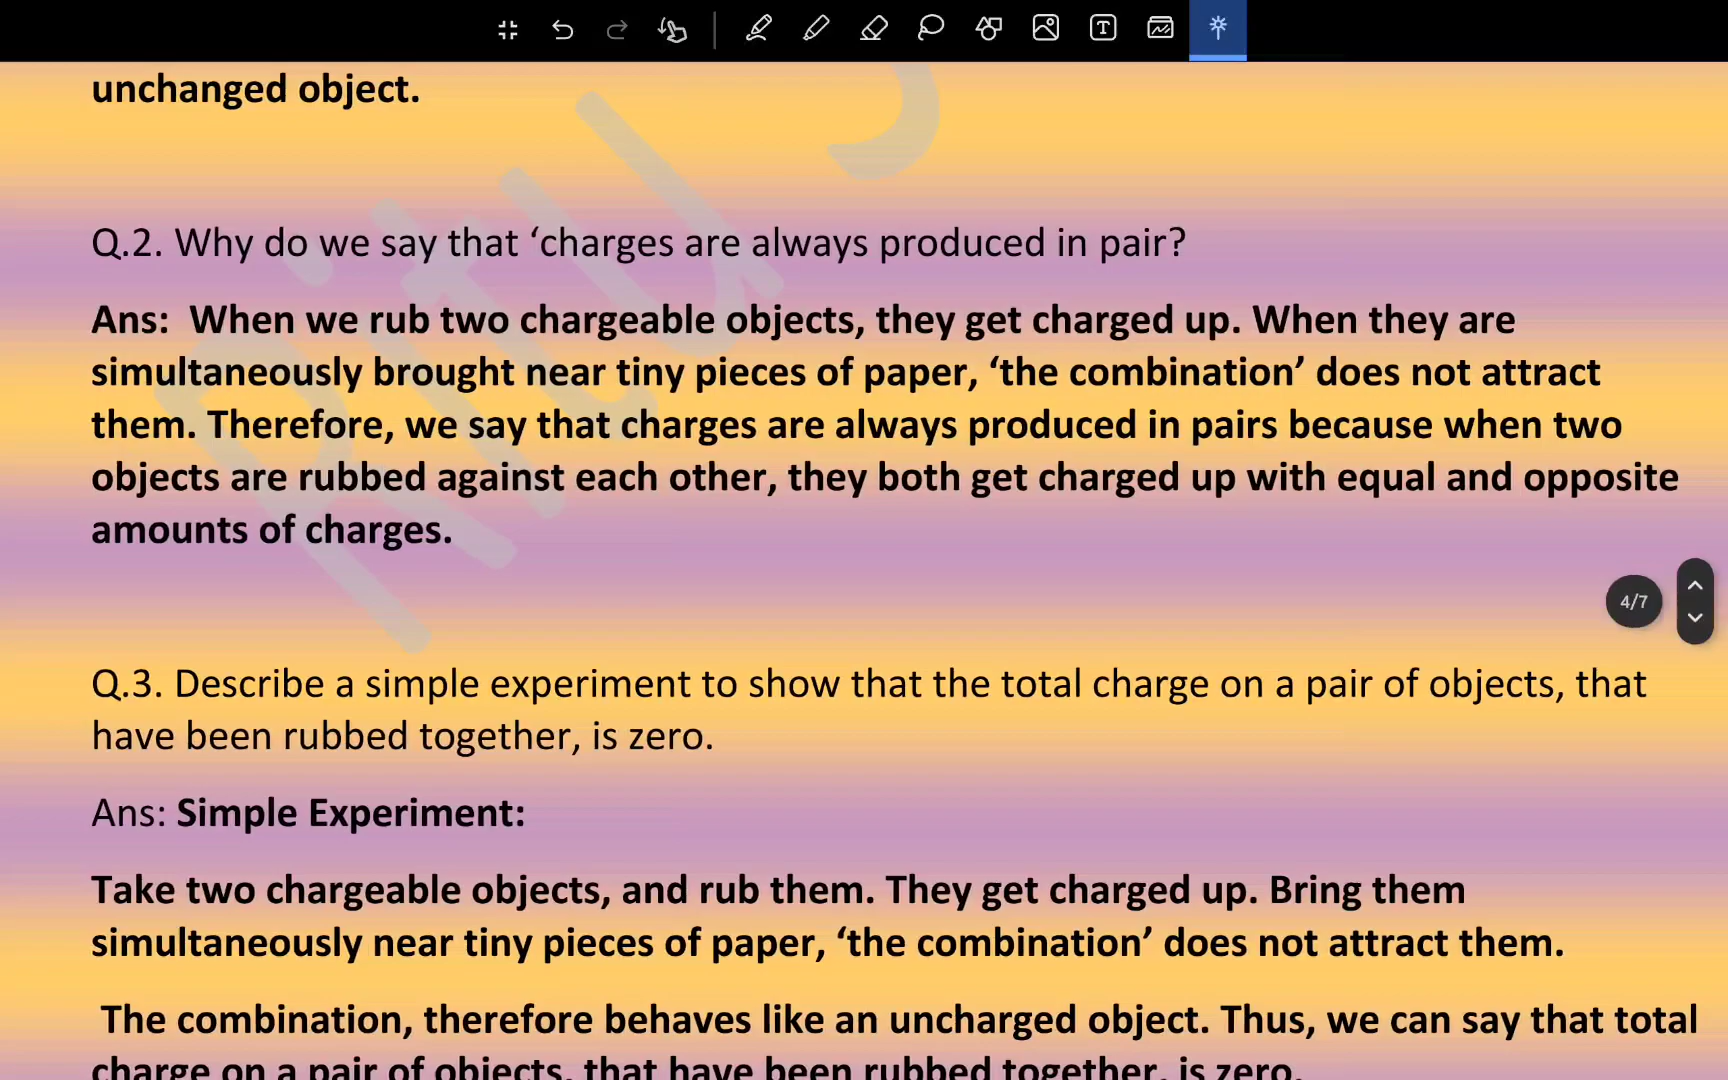 unchanged object.
Q.2. Why do we say that ‘charges are always produced in pair?
Ans:  When we rub two chargeable objects, they get charged up. When they are
simultaneously brought near tiny pieces of paper, ‘the combination’ does not attract
them. Therefore, we say that charges are always produced in pairs because when two
objects are rubbed against each other, they both get charged up with equal and opposite
amounts of charges.
4/7
Q.3. Describe a simple experiment to show that the total charge on a pair of objects, that
have been rubbed together, is zero.
Ans: Simple Experiment:
Take two chargeable objects, and rub them. They get charged up. Bring them
simultaneously near tiny pieces of paper, ‘the combination’ does not attract them.
The combination, therefore behaves like an uncharged object. Thus, we can say that total
charge on a pair of objects, that have been rubbed together, is zero.